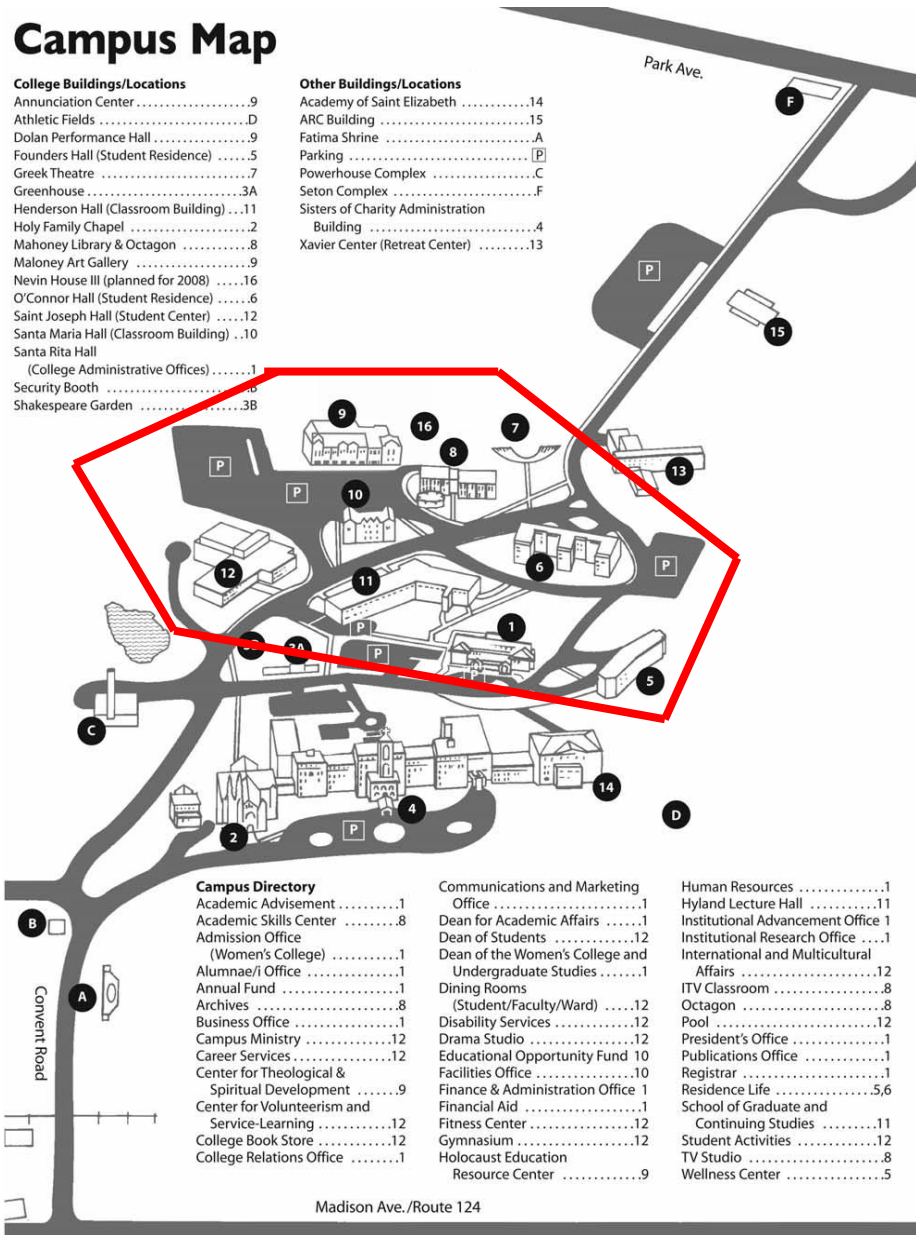 Campus Map
College Buildings/Locations
Annunciation Center ....................9
Athletic Fields ..........................D
Dolan Performance Hall .................9
Founders Hall (Student Residence) ......5
Greek Theatre ..........................7
Greenhouse ............................3A
Henderson Hall (Classroom Building) ...11
Holy Family Chapel .....................2
Mahoney Library & Octagon ..............8
Maloney Art Gallery ....................9
Nevin House III (planned for 2008) .....16
O'Connor Hall (Student Residence) ......6
Saint Joseph Hall (Student Center) .....12
Santa Maria Hall (Classroom Building) ..10
Santa Rita Hall
(College Administrative Offices) .......1
Security Booth .........................B
Shakespeare Garden ....................3B
Other Buildings/Locations
Academy of Saint Elizabeth ............14
ARC Building ..........................15
Fatima Shrine ..........................A
Parking ................................P
Powerhouse Complex .....................C
Seton Complex ..........................F
Sisters of Charity Administration
Building ...............................4
Xavier Center (Retreat Center) .........13
Park Ave.
F
P
15
9
16
7
8
13
P
P
10
6
P
12
11
P
1
3A
P
5
C
4
14
2
P
D
B
A
Convent Road
Campus Directory
Academic Advisement ............1
Academic Skills Center .........8
Admission Office
(Women's College) ..............1
Alumnae/i Office ...............1
Annual Fund ....................1
Archives .......................8
Business Office ................1
Campus Ministry ...............12
Career Services ...............12
Center for Theological &
Spiritual Development .......9
Center for Volunteerism and
Service-Learning ............12
College Book Store ............12
College Relations Office ........1
Communications and Marketing
Office .........................1
Dean for Academic Affairs ......1
Dean of Students ..............12
Dean of the Women's College and
Undergraduate Studies .......1
Dining Rooms
(Student/Faculty/Ward) .....12
Disability Services ............12
Drama Studio ..................12
Educational Opportunity Fund 10
Facilities Office ..............10
Finance & Administration Office 1
Financial Aid ..................1
Fitness Center ................12
Gymnasium .....................12
Holocaust Education
Resource Center .............9
Human Resources ...............1
Hyland Lecture Hall ...........11
Institutional Advancement Office 1
Institutional Research Office ....1
International and Multicultural
Affairs .......................12
ITV Classroom ..................8
Octagon ........................8
Pool ..........................12
President's Office .............1
Publications Office ............1
Registrar ......................1
Residence Life ...............5,6
School of Graduate and
Continuing Studies ..........11
Student Activities ............12
TV Studio ......................8
Wellness Center ................5
Madison Ave./Route 124